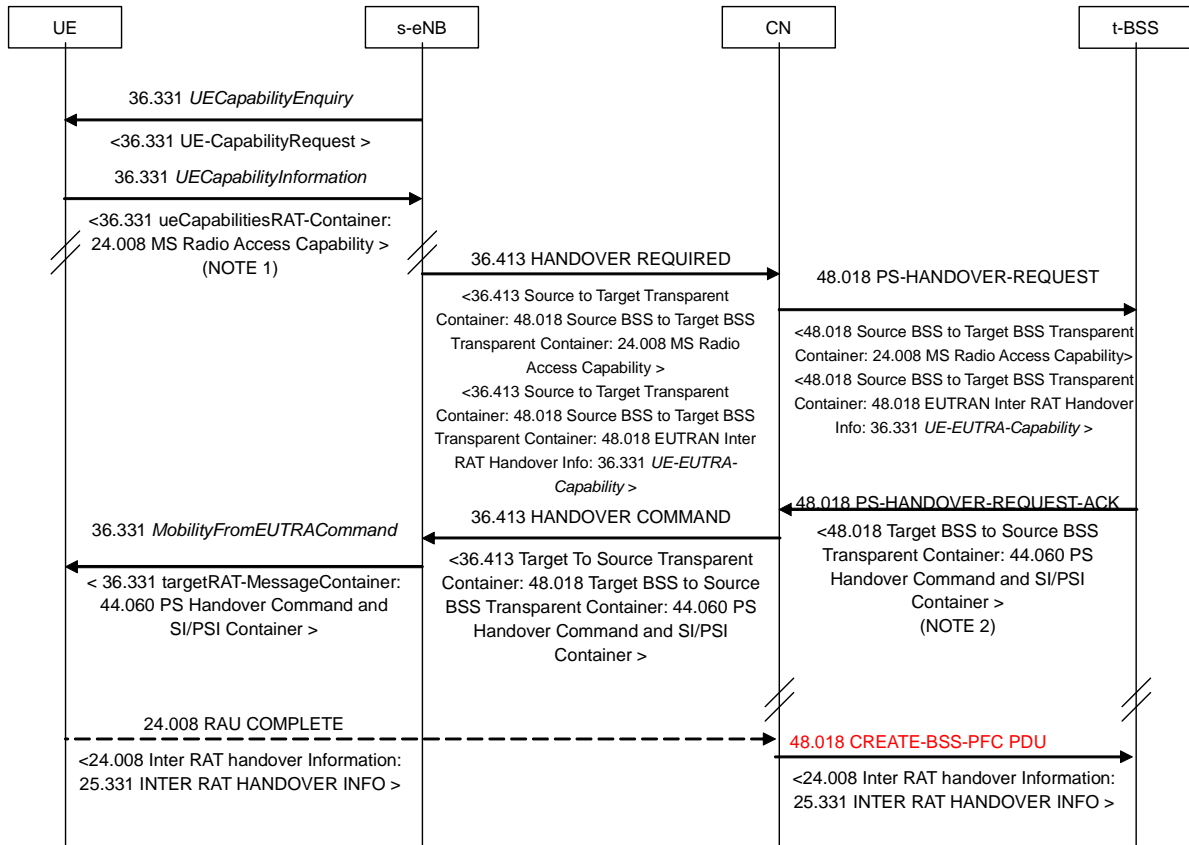 UE
s-eNB
CN
t-BSS
36.331 UECapabilityEnquiry
<36.331 UE-CapabilityRequest >
36.331 UECapabilityInformation
<36.331 ueCapabilitiesRAT-Container:
24.008 MS Radio Access Capability >
(NOTE 1)
36.413 HANDOVER REQUIRED
<36.413 Source to Target Transparent
Container: 48.018 Source BSS to Target BSS
Transparent Container: 24.008 MS Radio
Access Capability >
<36.413 Source to Target Transparent
Container: 48.018 Source BSS to Target BSS
Transparent Container: 48.018 EUTRAN Inter
RAT Handover Info: 36.331 UE-EUTRA-
Capability >
48.018 PS-HANDOVER-REQUEST
<48.018 Source BSS to Target BSS Transparent
Container: 24.008 MS Radio Access Capability>
<48.018 Source BSS to Target BSS Transparent
Container: 48.018 EUTRAN Inter RAT Handover
Info: 36.331 UE-EUTRA-Capability >
48.018 PS-HANDOVER-REQUEST-ACK
<48.018 Target BSS to Source BSS
Transparent Container: 44.060 PS
Handover Command and SI/PSI
Container >
(NOTE 2)
36.413 HANDOVER COMMAND
<36.413 Target To Source Transparent
Container: 48.018 Target BSS to Source
BSS Transparent Container: 44.060 PS
Handover Command and SI/PSI
Container >
36.331 MobilityFromEUTRACommand
< 36.331 targetRAT-MessageContainer:
44.060 PS Handover Command and
SI/PSI Container >
24.008 RAU COMPLETE
<24.008 Inter RAT handover Information:
25.331 INTER RAT HANDOVER INFO >
48.018 CREATE-BSS-PFC PDU
<24.008 Inter RAT handover Information:
25.331 INTER RAT HANDOVER INFO >